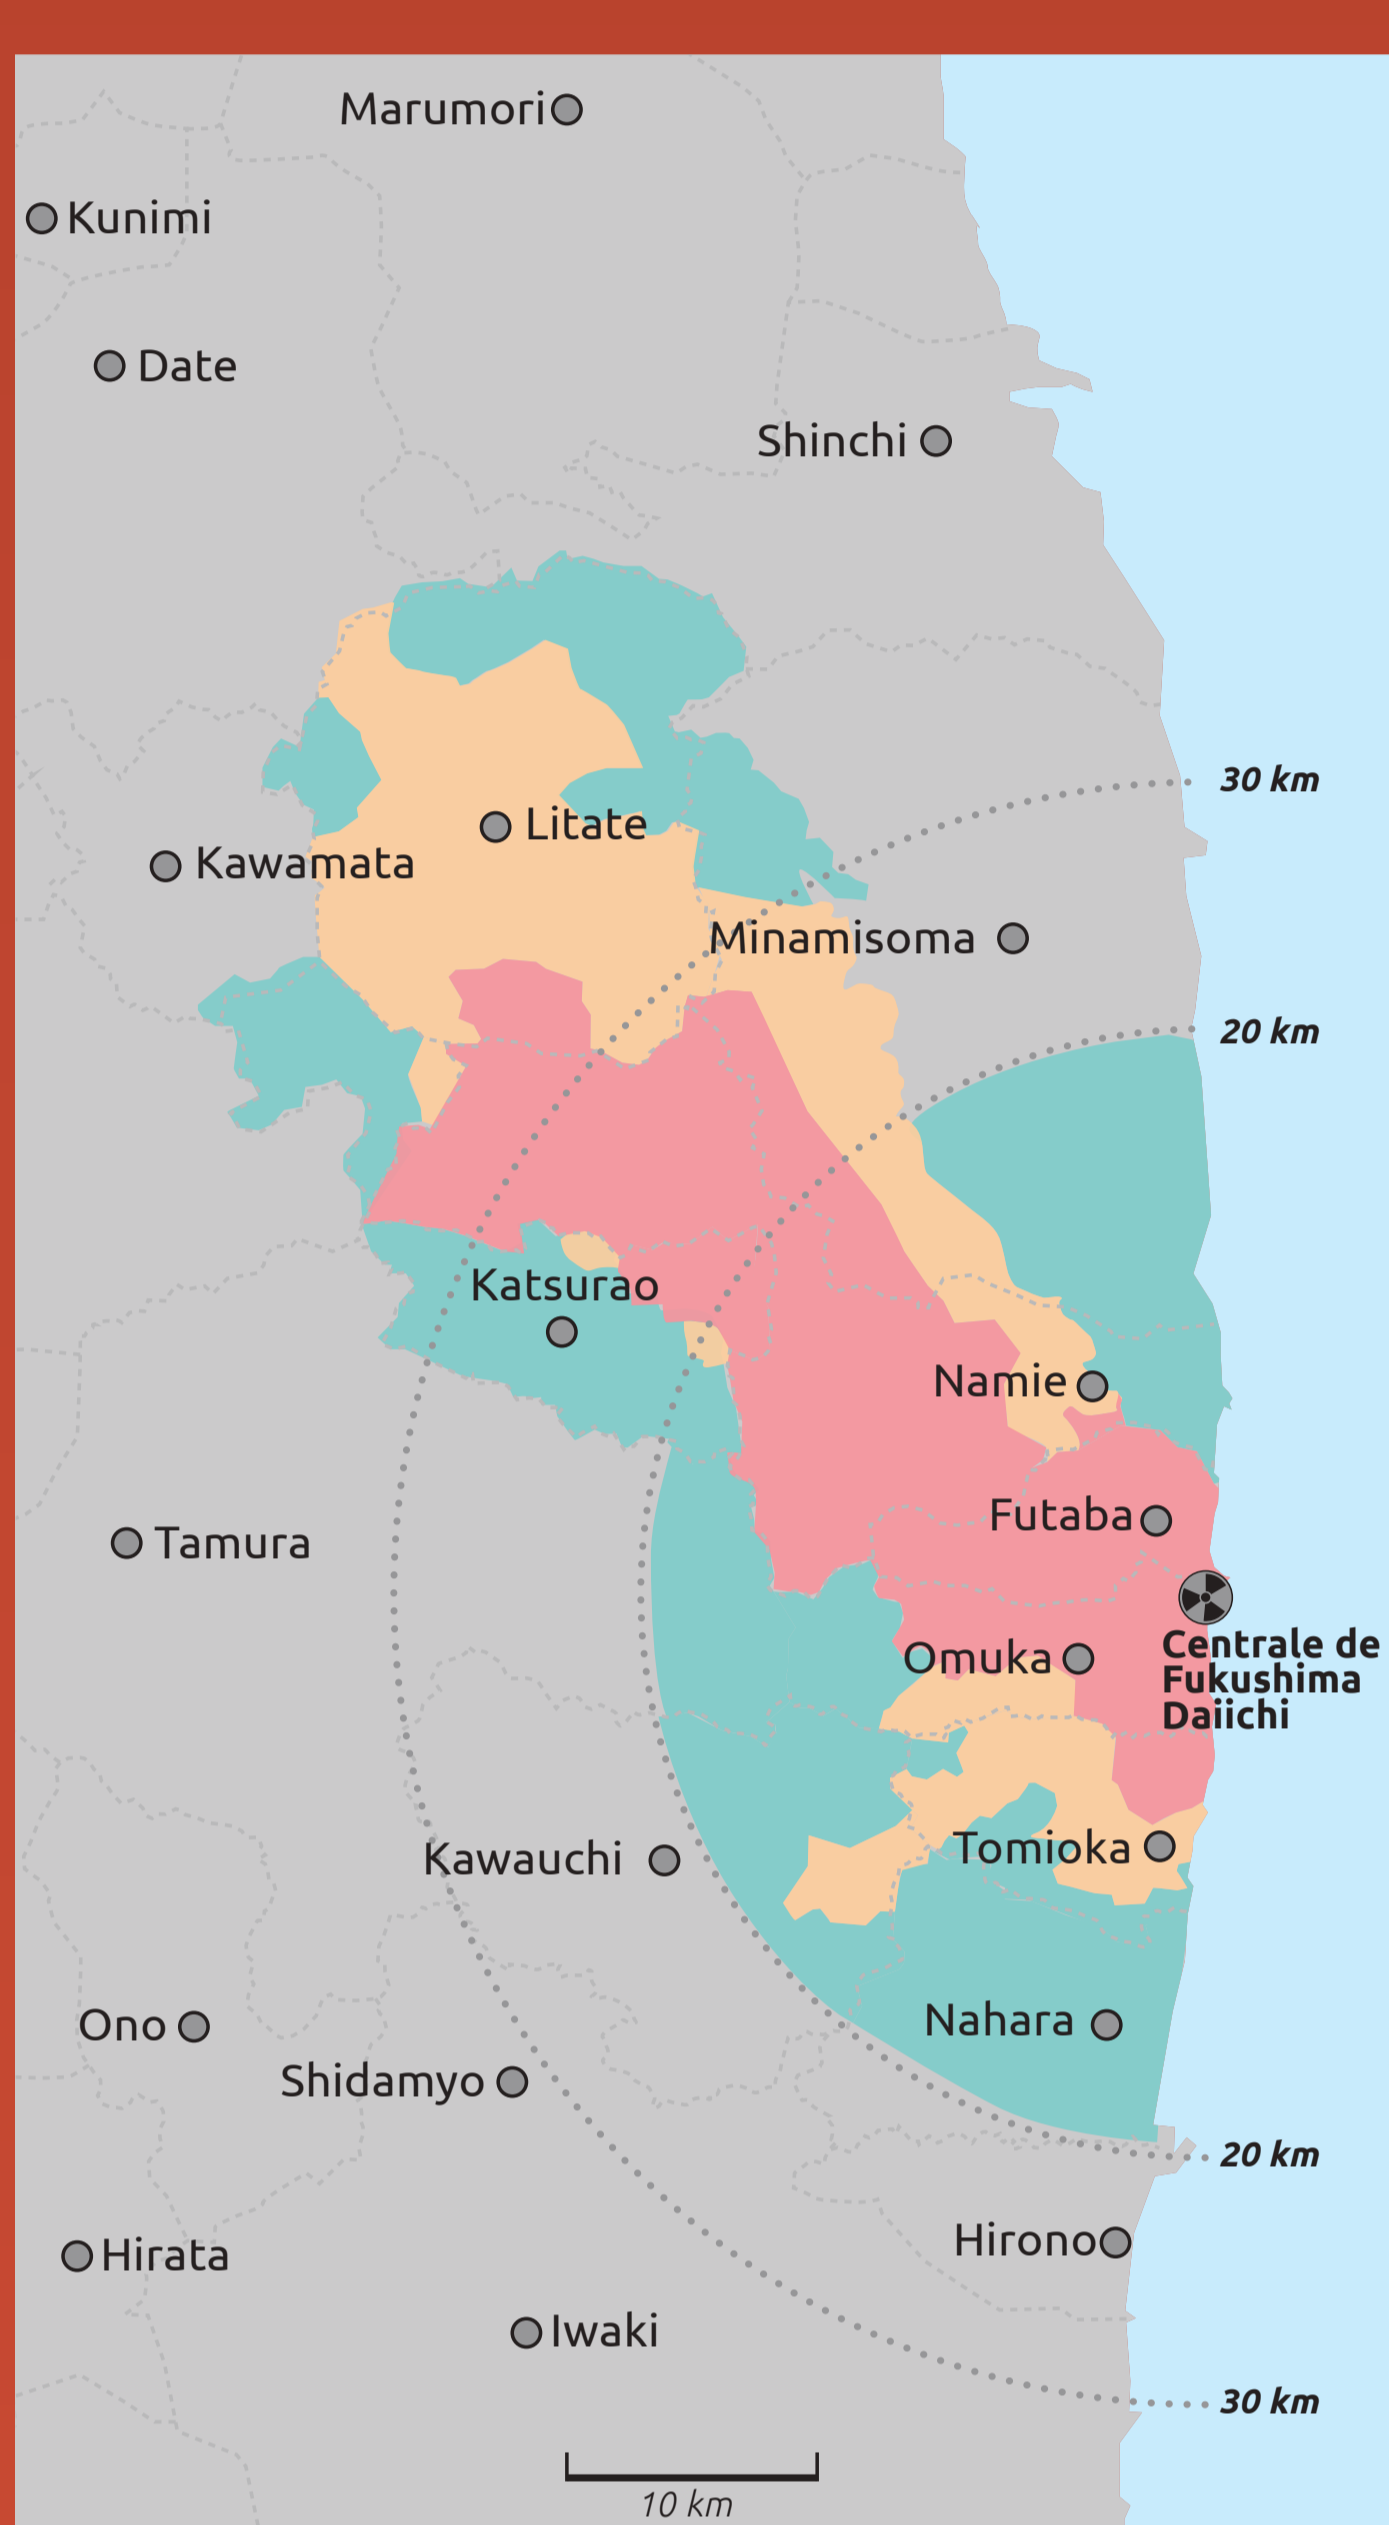 Marumori
Kunimi
Date
Shinchi
30 km
Litate
Kawamata
Minamisoma
20 km
Katsurao
Namie
Futaba
Tamura
Omuka
Centrale de
Fukushima
Daiichi
Tomioka
Kawauchi
Nahara
Ono
Shidamyo
20 km
Hirono
Hirata
Iwaki
30 km
10 km